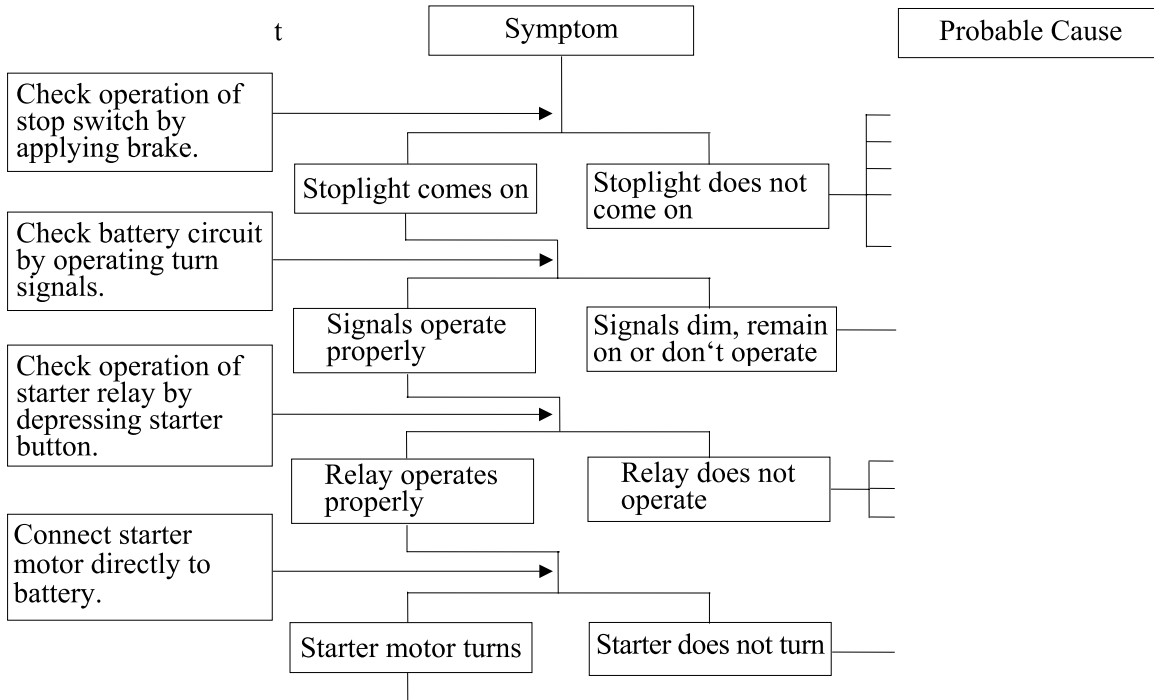 t
Symptom
Probable Cause
Check operation of
stop switch by
applying brake.
Stoplight comes on
Stoplight does not
come on
Check battery circuit
by operating turn
signals.
Signals operate
properly
Signals dim, remain
on or don‘t operate
Check operation of
starter relay by
depressing starter
button.
Relay operates
properly
Relay does not
operate
Connect starter
motor directly to
battery.
Starter motor turns
Starter does not turn